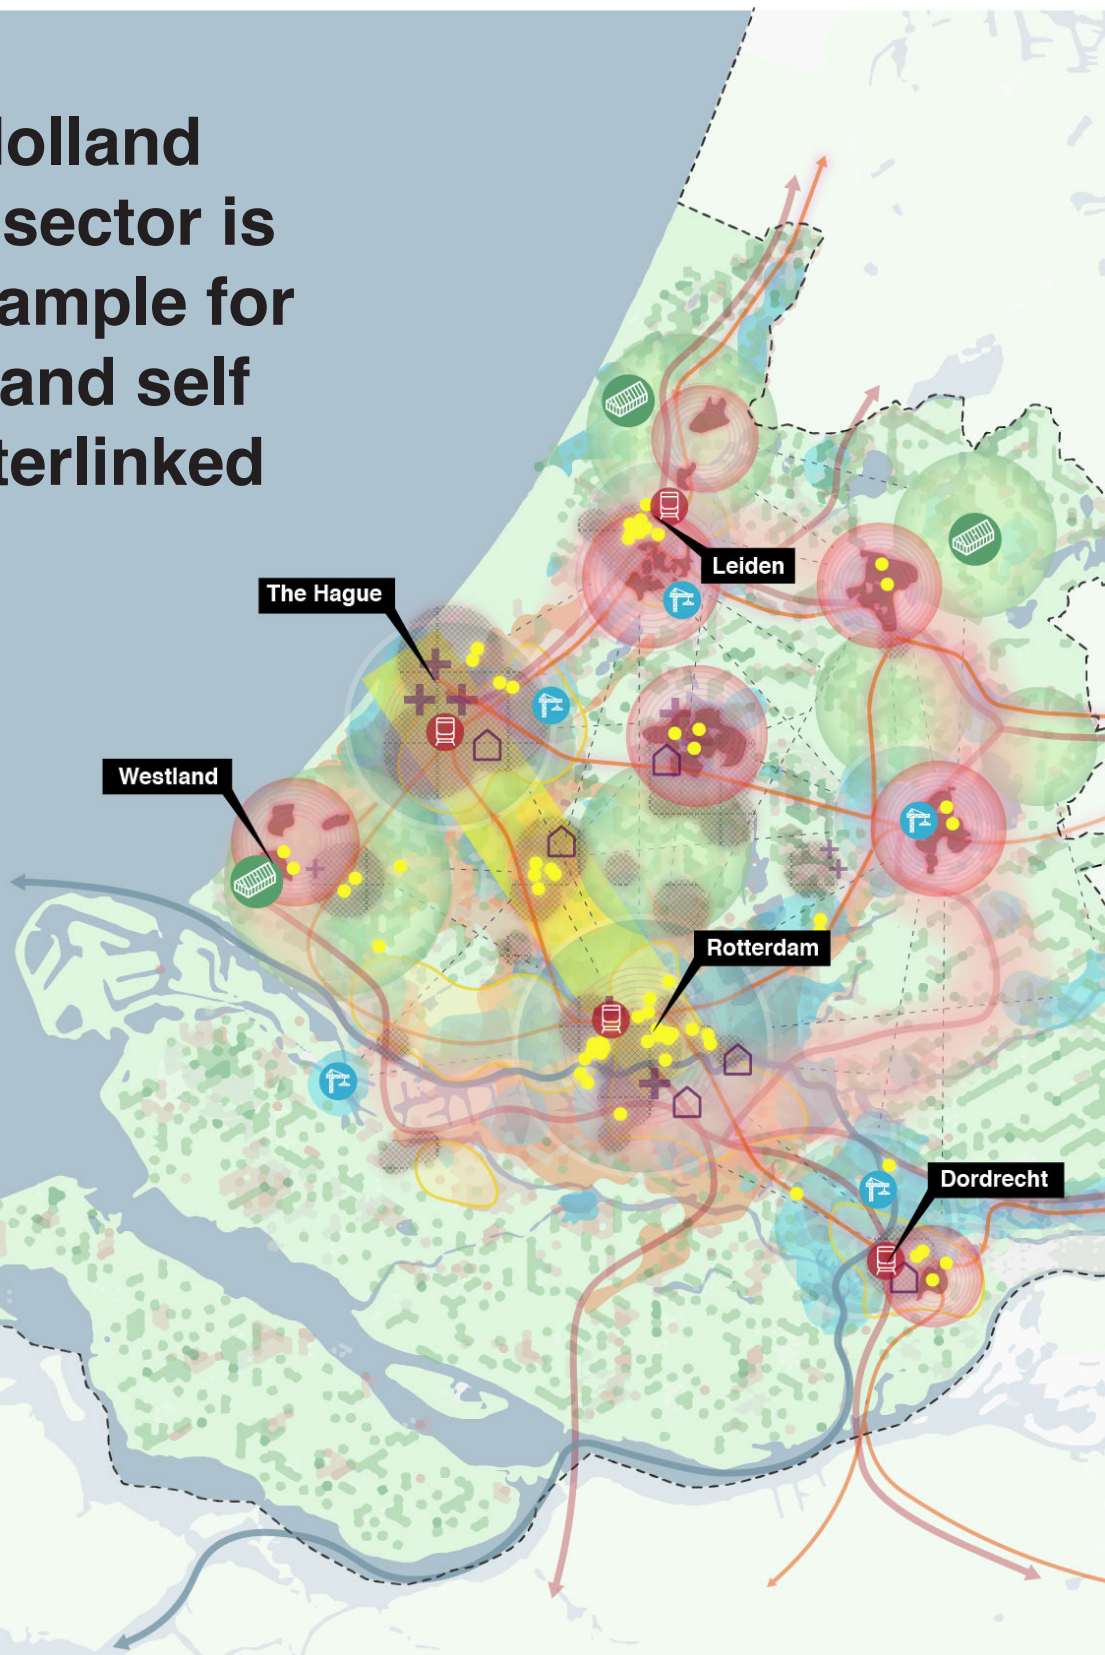 olland
sector is
ample for
and self
terlinked
Leiden
The Hague
Westland
Rotterdam
Dordrecht